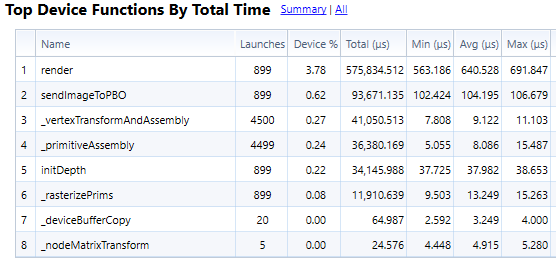 Top Device Functions By Total Time Summary | All
Name Launches Device % Total (µs) Min (µs) Avg (µs) Max (µs)
1 render 899 3.78 575,834.512 563.186 640.528 691.847
2 sendImageToPBO 899 0.62 93,671.135 102.424 104.195 106.679
3 _vertexTransformAndAssembly 4500 0.27 41,050.513 7.808 9.122 11.103
4 _primitiveAssembly 4499 0.24 36,380.169 5.055 8.086 15.487
5 initDepth 899 0.22 34,145.988 37.725 37.982 38.653
6 _rasterizePrims 899 0.08 11,910.639 9.503 13.249 15.263
7 _deviceBufferCopy 20 0.00 64.987 2.592 3.249 4.000
8 _nodeMatrixTransform 5 0.00 24.576 4.448 4.915 5.280